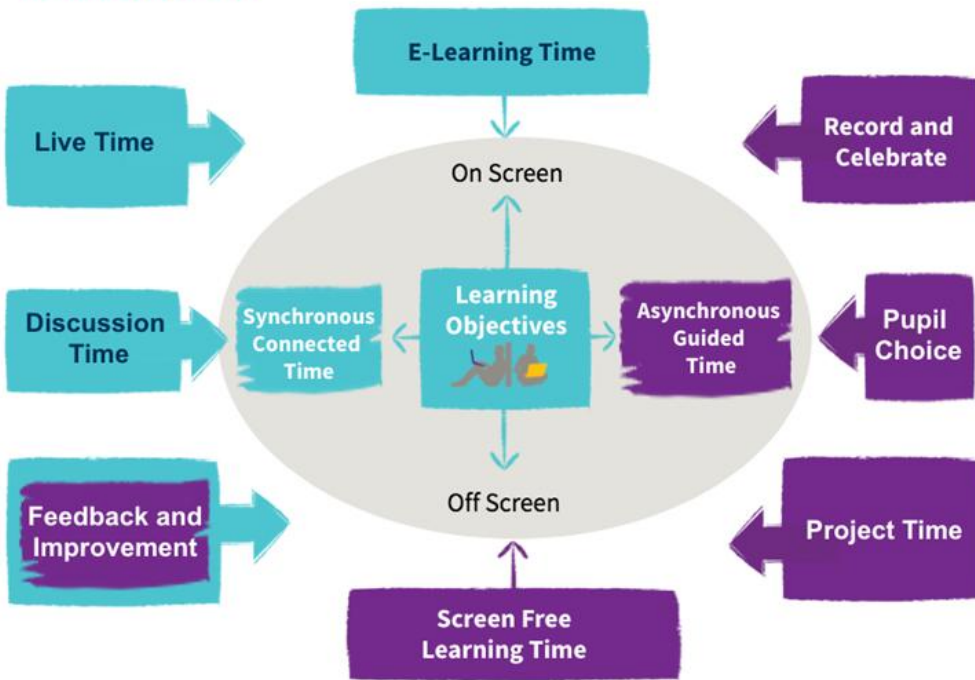 E-Learning Time
Live Time
Record and
Celebrate
On Screen
Discussion
Time
Synchronous
Connected
Time
Learning
Objectives
Asynchronous
Guided
Time
Pupil
Choice
Feedback and
Improvement
Off Screen
Project Time
Screen Free
Learning Time